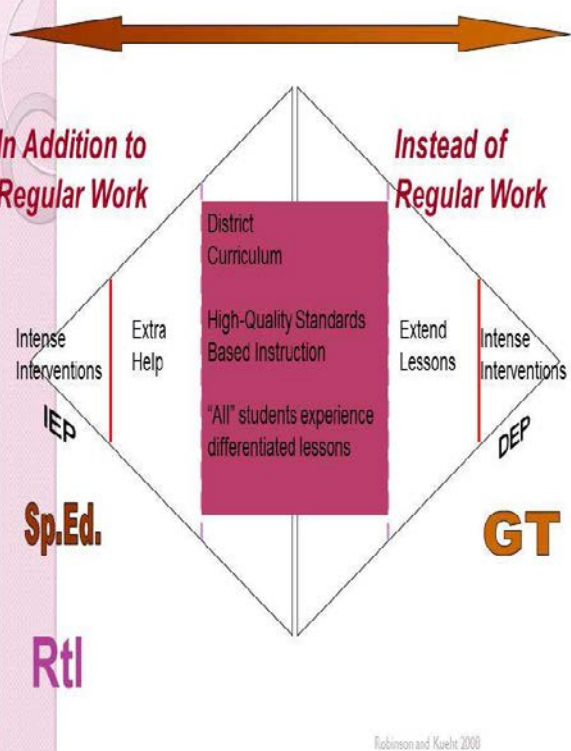 In Addition to
Regular Work
Instead of
Regular Work
District
Curriculum
High-Quality Standards
Based Instruction
"All" students experience
differentiated lessons
Intense
Interventions
Extra
Help
Extend
Lessons
Intense
Interventions
IEP
DEP
Sp.Ed.
GT
RtI
Robinson and Kueht 2008